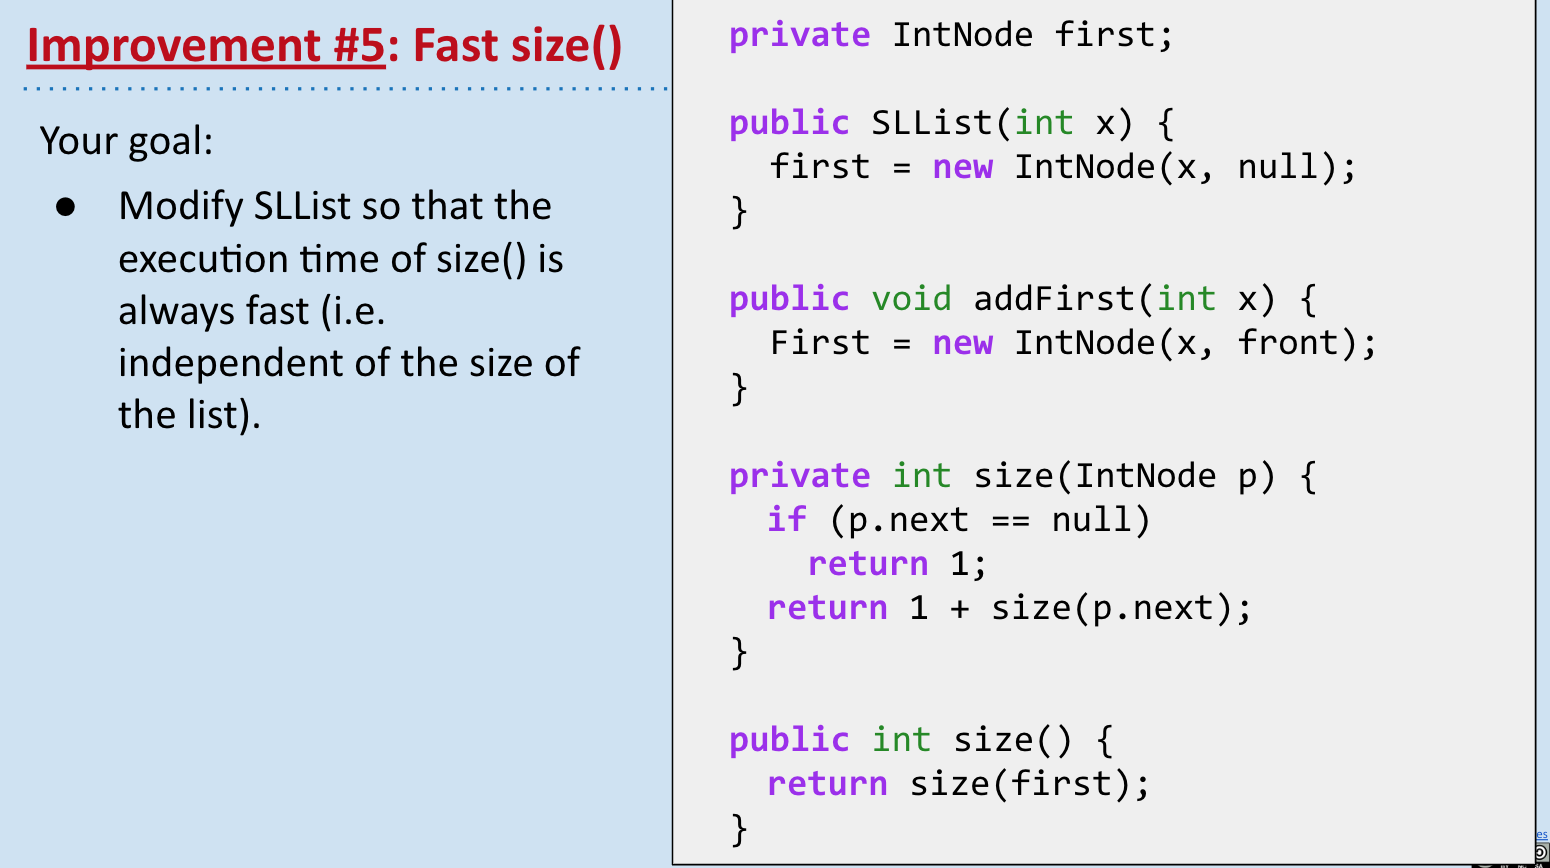 Improvement #5: Fast size()
Your goal:
● Modify SLList so that the
execution time of size() is
always fast (i.e.
independent of the size of
the list).
private IntNode first;
public SLList(int x) {
first = new IntNode(x, null);
}
public void addFirst(int x) {
First = new IntNode(x, front);
}
private int size(IntNode p) {
if (p.next == null)
return 1;
return 1 + size(p.next);
}
public int size() {
return size(first);
}
es